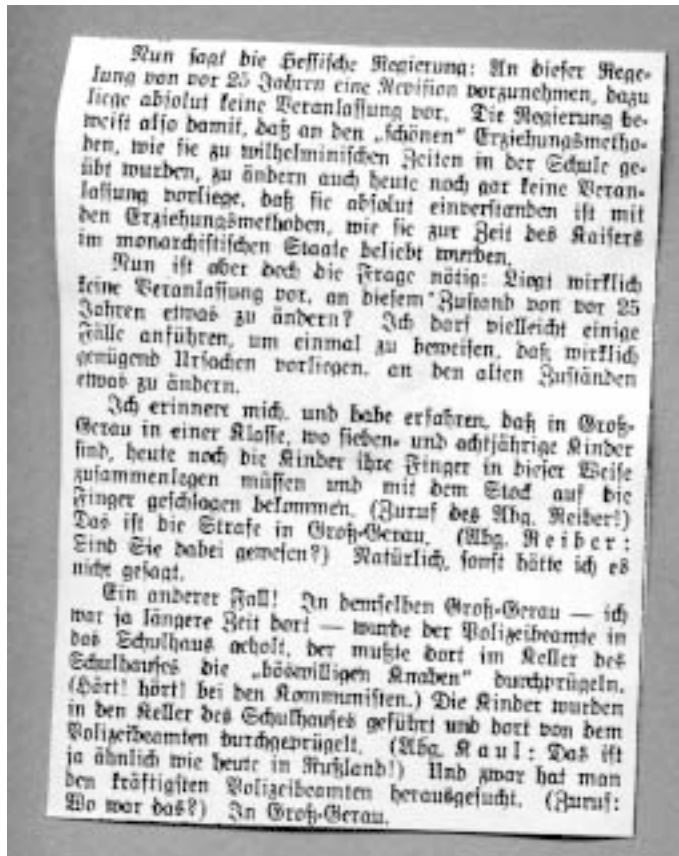 Nun sagt die Hessische Regierung: An dieser Rege-
lung von vor 25 Jahren eine Revision vorzunehmen, dazu
liege absolut keine Veranlassung vor. Die Regierung be-
weist also damit, daß an den „schönen“ Erziehungsmetho-
den, wie sie zu wilhelminischen Zeiten in der Schule ge-
übt wurden, zu ändern auch heute noch gar keine Veran-
lassung vorliege, daß sie absolut einverstanden ist mit
den Erziehungsmethoden, wie sie zur Zeit des Kaisers
im monarchistischen Staate beliebt wurden.
Nun ist aber doch die Frage nötig: Liegt wirklich
keine Veranlassung vor, an diesem Zustand von vor 25
Jahren etwas zu ändern? Ich darf vielleicht einige
Fälle anführen, um einmal zu beweisen, daß wirklich
genügend Ursachen vorliegen, an den alten Zuständen
etwas zu ändern.
Ich erinnere mich, und habe erfahren, daß in Groß-
Gerau in einer Klasse, wo sieben- und achtjährige Kinder
sind, heute noch die Kinder ihre Finger in dieser Weise
zusammenlegen müssen und mit dem Stock auf die
Finger geschlagen bekommen. (Zuruf des Abg. Reiber!)
Das ist die Strafe in Groß-Gerau. (Abg. Reiber:
Sind Sie dabei gewesen?) Natürlich, sonst hätte ich es
nicht gesagt.
Ein anderer Fall! In demselben Groß-Gerau — ich
war ja längere Zeit dort — wurde der Polizeibeamte in
das Schulhaus geholt, der mußte dort im Keller des
Schulhauses die „böswilligen Knaben“ durchprügeln.
(Hört! hört! bei den Kommunisten.) Die Kinder wurden
in den Keller des Schulhauses geführt und dort von dem
Polizeibeamten durchgeprügelt. (Abg. Kaul: Das ist
ja ähnlich wie heute in Rußland!) Und zwar hat man
den kräftigsten Polizeibeamten herausgesucht. (Zuruf:
Wo war das?) In Groß-Gerau.